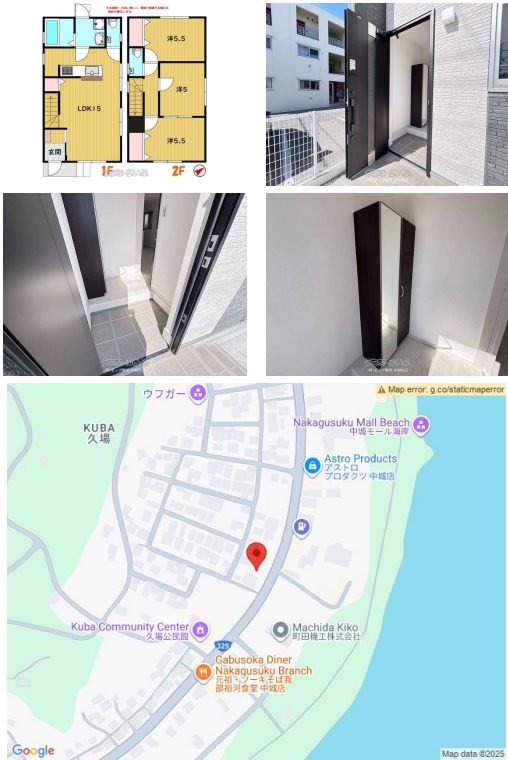 洋5.5
洋5
LDK15
洋5.5
玄関
1F
2F
Map error: g.co/staticmaperror
ウフガー
KUBA
久場
Nakagusuku Mall Beach
中城モール海岸
Astro Products
アストロ
プロダクツ 中城店
Kuba Community Center
久場公民館
Machida Kiko
町田機工株式会社
329
Gabusoka Diner
Nakagusuku Branch
元祖・ソーキそば我
部祖河食堂 中城店
Google
Map data ©2025